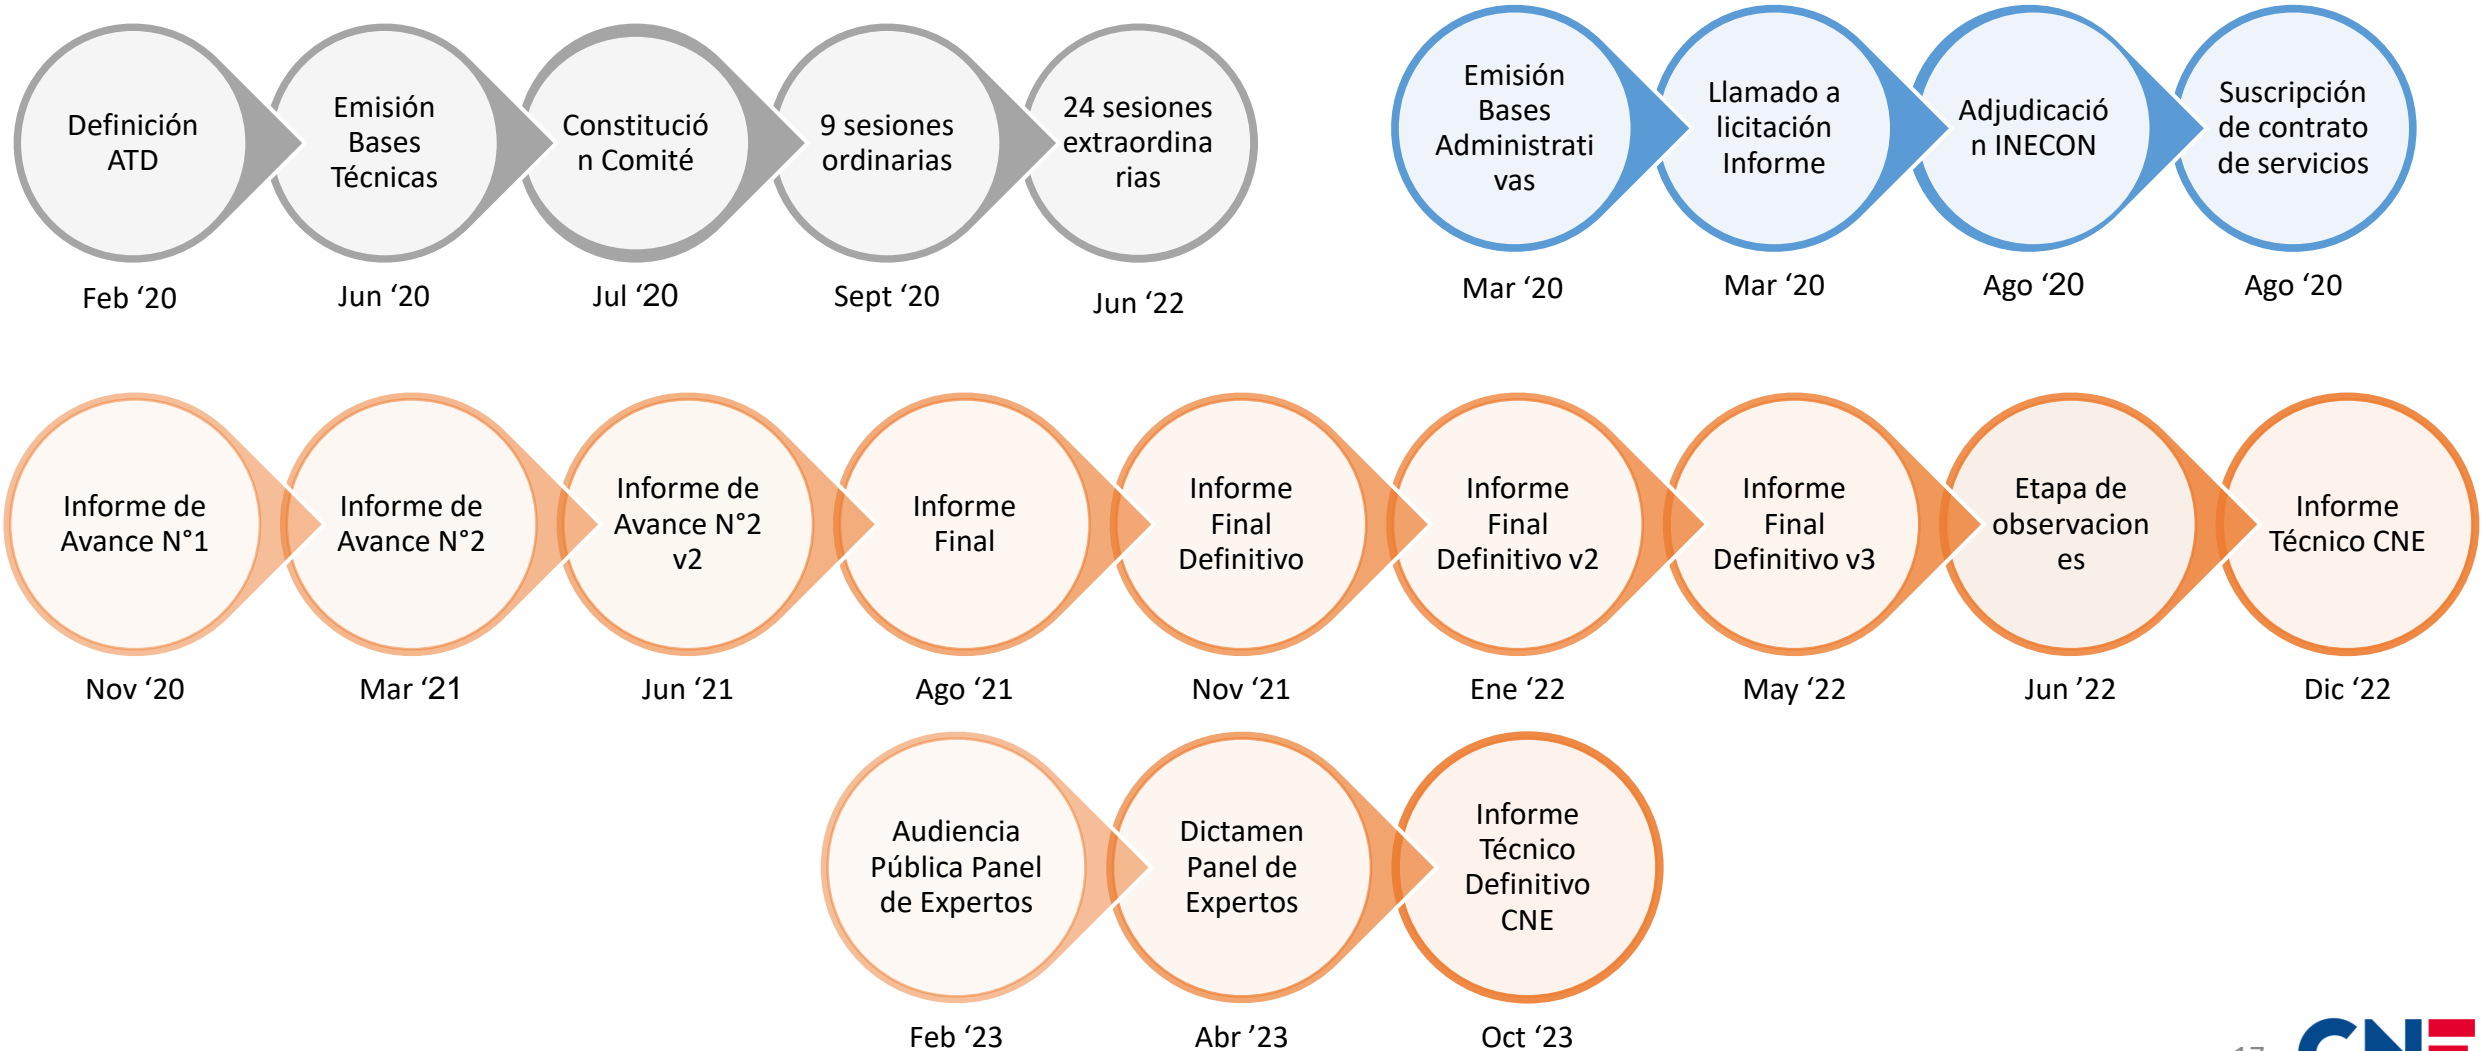 Definición
ATD
Emisión
Bases
Técnicas
Constitució
n Comité
9 sesiones
ordinarias
24 sesiones
extraordina
rias
Feb ‘20
Jun ‘20
Jul ‘20
Sept ‘20
Jun ‘22
Emisión
Bases
Administrati
vas
Llamado a
licitación
Informe
Adjudicació
n INECON
Suscripción
de contrato
de servicios
Mar ‘20
Mar ‘20
Ago ‘20
Ago ‘20
Informe de
Avance N°1
Informe de
Avance N°2
Informe de
Avance N°2
v2
Informe
Final
Informe
Final
Definitivo
Informe
Final
Definitivo v2
Informe
Final
Definitivo v3
Etapa de
observacion
es
Informe
Técnico CNE
Nov ‘20
Mar ‘21
Jun ‘21
Ago ‘21
Nov ‘21
Ene ‘22
May ‘22
Jun ’22
Dic ‘22
Audiencia
Pública Panel
de Expertos
Dictamen
Panel de
Expertos
Informe
Técnico
Definitivo
CNE
Feb ‘23
Abr ’23
Oct ‘23
17
CNE